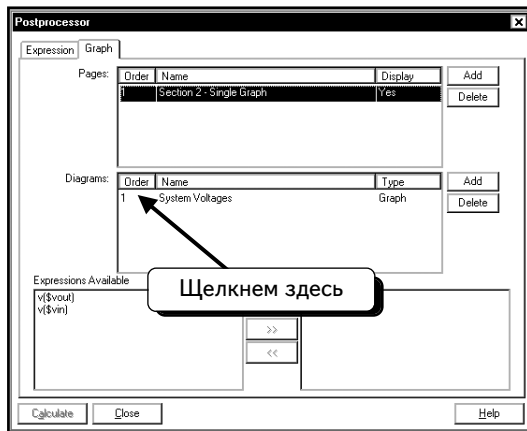 Postprocessor
Expression Graph
Pages: Order Name Display Add
1 Section 2 - Single Graph Yes Delete
Diagrams: Order Name Type Add
1 System Voltages Graph Delete
Щелкнем здесь
Expressions Available
v($vout)
v($vin)
>>
<<
Calculate Close Help